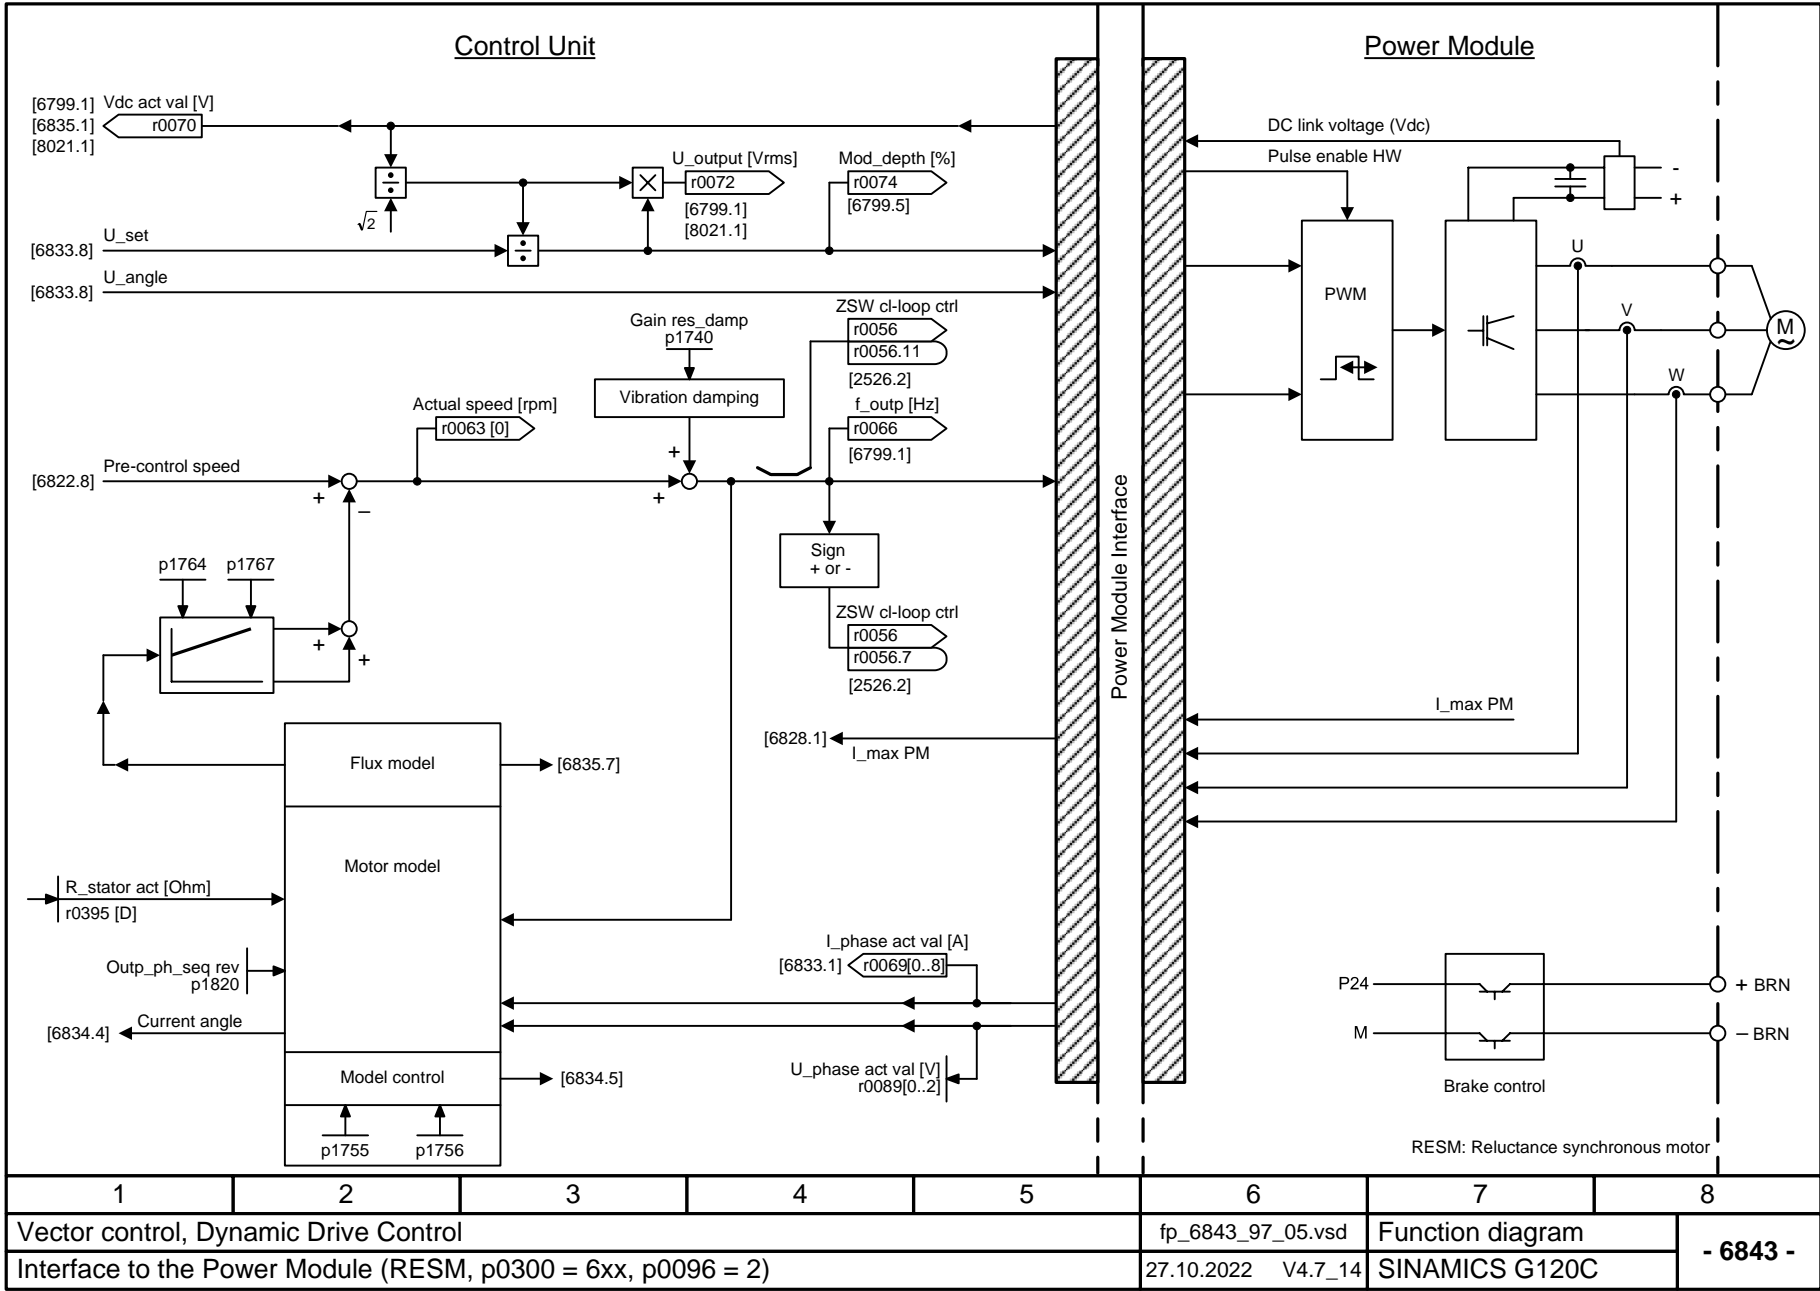 Control Unit
Power Module
[6799.1] Vdc act val [V]
[6835.1] r0070
[8021.1]
DC link voltage (Vdc)
Pulse enable HW
-
+
÷
√2
×
U_output [Vrms]
r0072
[6799.1]
[8021.1]
Mod_depth [%]
r0074
[6799.5]
[6833.8] U_set
÷
[6833.8] U_angle
PWM
U
V
W
M
~
Gain res_damp
p1740
Vibration damping
ZSW cl-loop ctrl
r0056
r0056.11
[2526.2]
Actual speed [rpm]
r0063 [0]
f_outp [Hz]
r0066
[6799.1]
[6822.8] Pre-control speed
+
–
+
+
Sign
+ or -
ZSW cl-loop ctrl
r0056
r0056.7
[2526.2]
p1764 p1767
+
+
Power Module Interface
I_max PM
[6828.1]
I_max PM
Flux model
[6835.7]
Motor model
R_stator act [Ohm]
r0395 [D]
Outp_ph_seq rev
p1820
[6834.4] Current angle
I_phase act val [A]
[6833.1] r0069[0..8]
U_phase act val [V]
r0089[0..2]
Model control
[6834.5]
p1755 p1756
P24
+ BRN
M
– BRN
Brake control
RESM: Reluctance synchronous motor
1 2 3 4 5 6 7 8
Vector control, Dynamic Drive Control
fp_6843_97_05.vsd
Function diagram
- 6843 -
Interface to the Power Module (RESM, p0300 = 6xx, p0096 = 2)
27.10.2022 V4.7_14
SINAMICS G120C